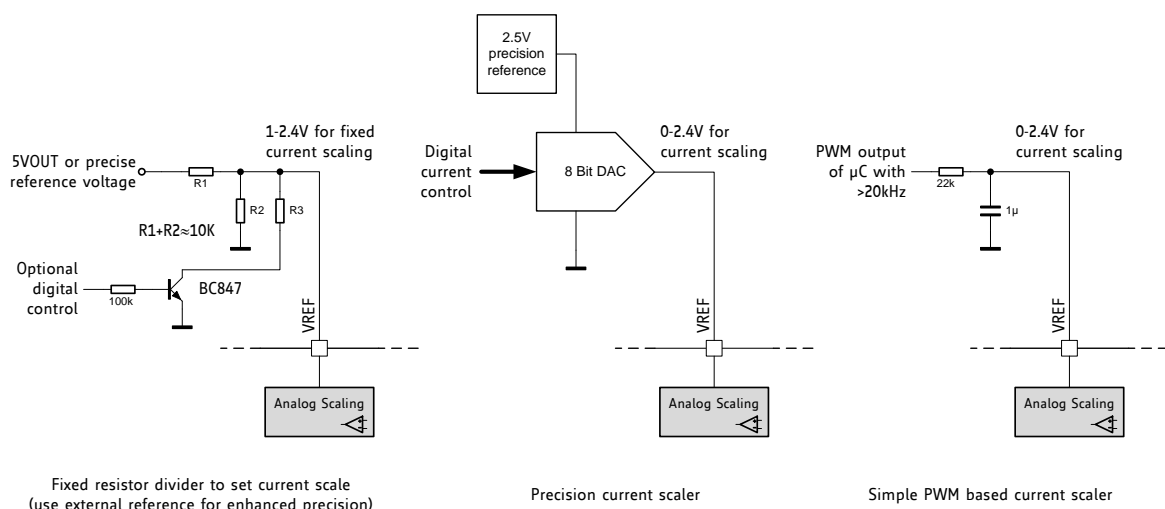 2.5V
precision
reference
1-2.4V for fixed
current scaling
5VOUT or precise
reference voltage
R1
R2
R3
R1+R2≈10K
Optional
digital
control
100k
BC847
VREF
Analog Scaling
Fixed resistor divider to set current scale
(use external reference for enhanced precision)
Digital
current
control
8 Bit DAC
0-2.4V for
current scaling
VREF
Analog Scaling
Precision current scaler
PWM output
of µC with
>20kHz
22k
0-2.4V for
current scaling
1µ
VREF
Analog Scaling
Simple PWM based current scaler